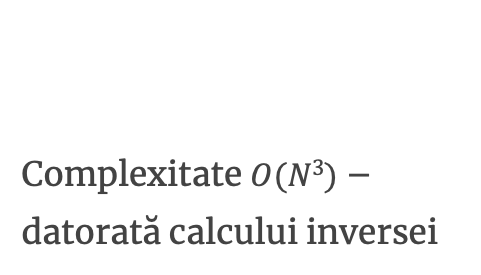 Complexitate O(N³) –
datorată calcului inversei